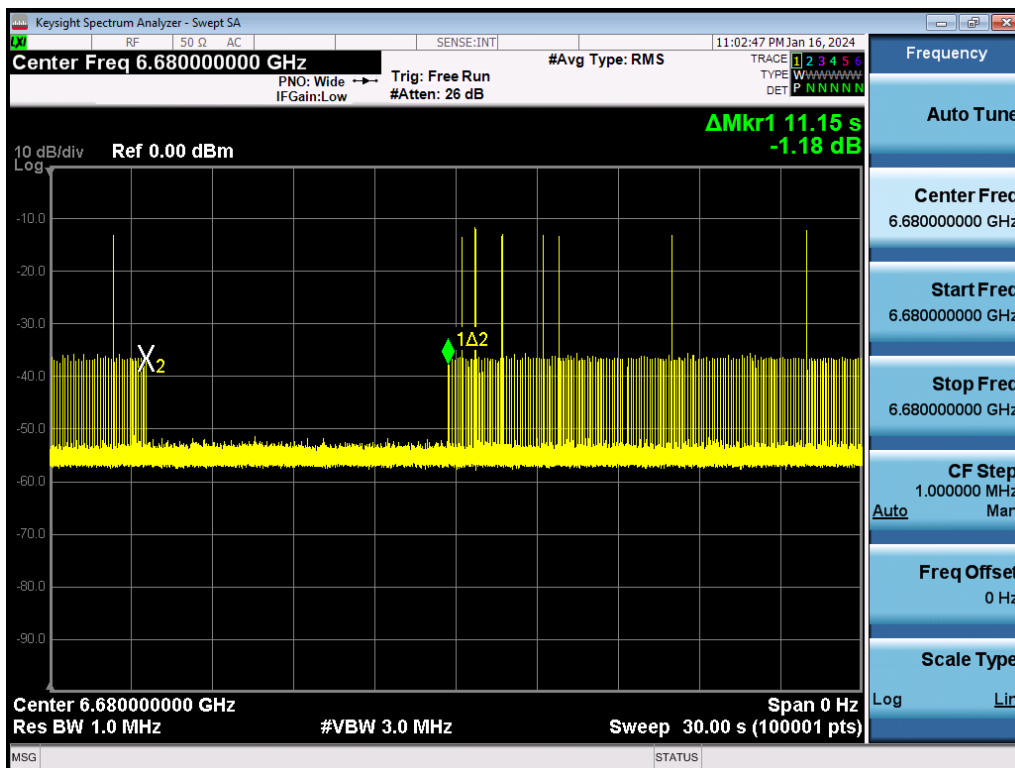 Keysight Spectrum Analyzer - Swept SA
LXI RF 50 Ω AC SENSE:INT 11:02:47 PM Jan 16, 2024
Center Freq 6.680000000 GHz
PNO: Wide
IFGain:Low
Trig: Free Run
#Atten: 26 dB
#Avg Type: RMS
TRACE 1 2 3 4 5 6
TYPE W W W W W W
DET P N N N N N
ΔMkr1 11.15 s
-1.18 dB
10 dB/div Ref 0.00 dBm
Log
-10.0
-20.0
-30.0
-40.0
-50.0
-60.0
-70.0
-80.0
-90.0
X2
1Δ2
Center 6.680000000 GHz Span 0 Hz
Res BW 1.0 MHz #VBW 3.0 MHz Sweep 30.00 s (100001 pts)
MSG STATUS
Frequency
Auto Tune
Center Freq
6.680000000 GHz
Start Freq
6.680000000 GHz
Stop Freq
6.680000000 GHz
CF Step
1.000000 MHz
Auto Man
Freq Offset
0 Hz
Scale Type
Log Lin